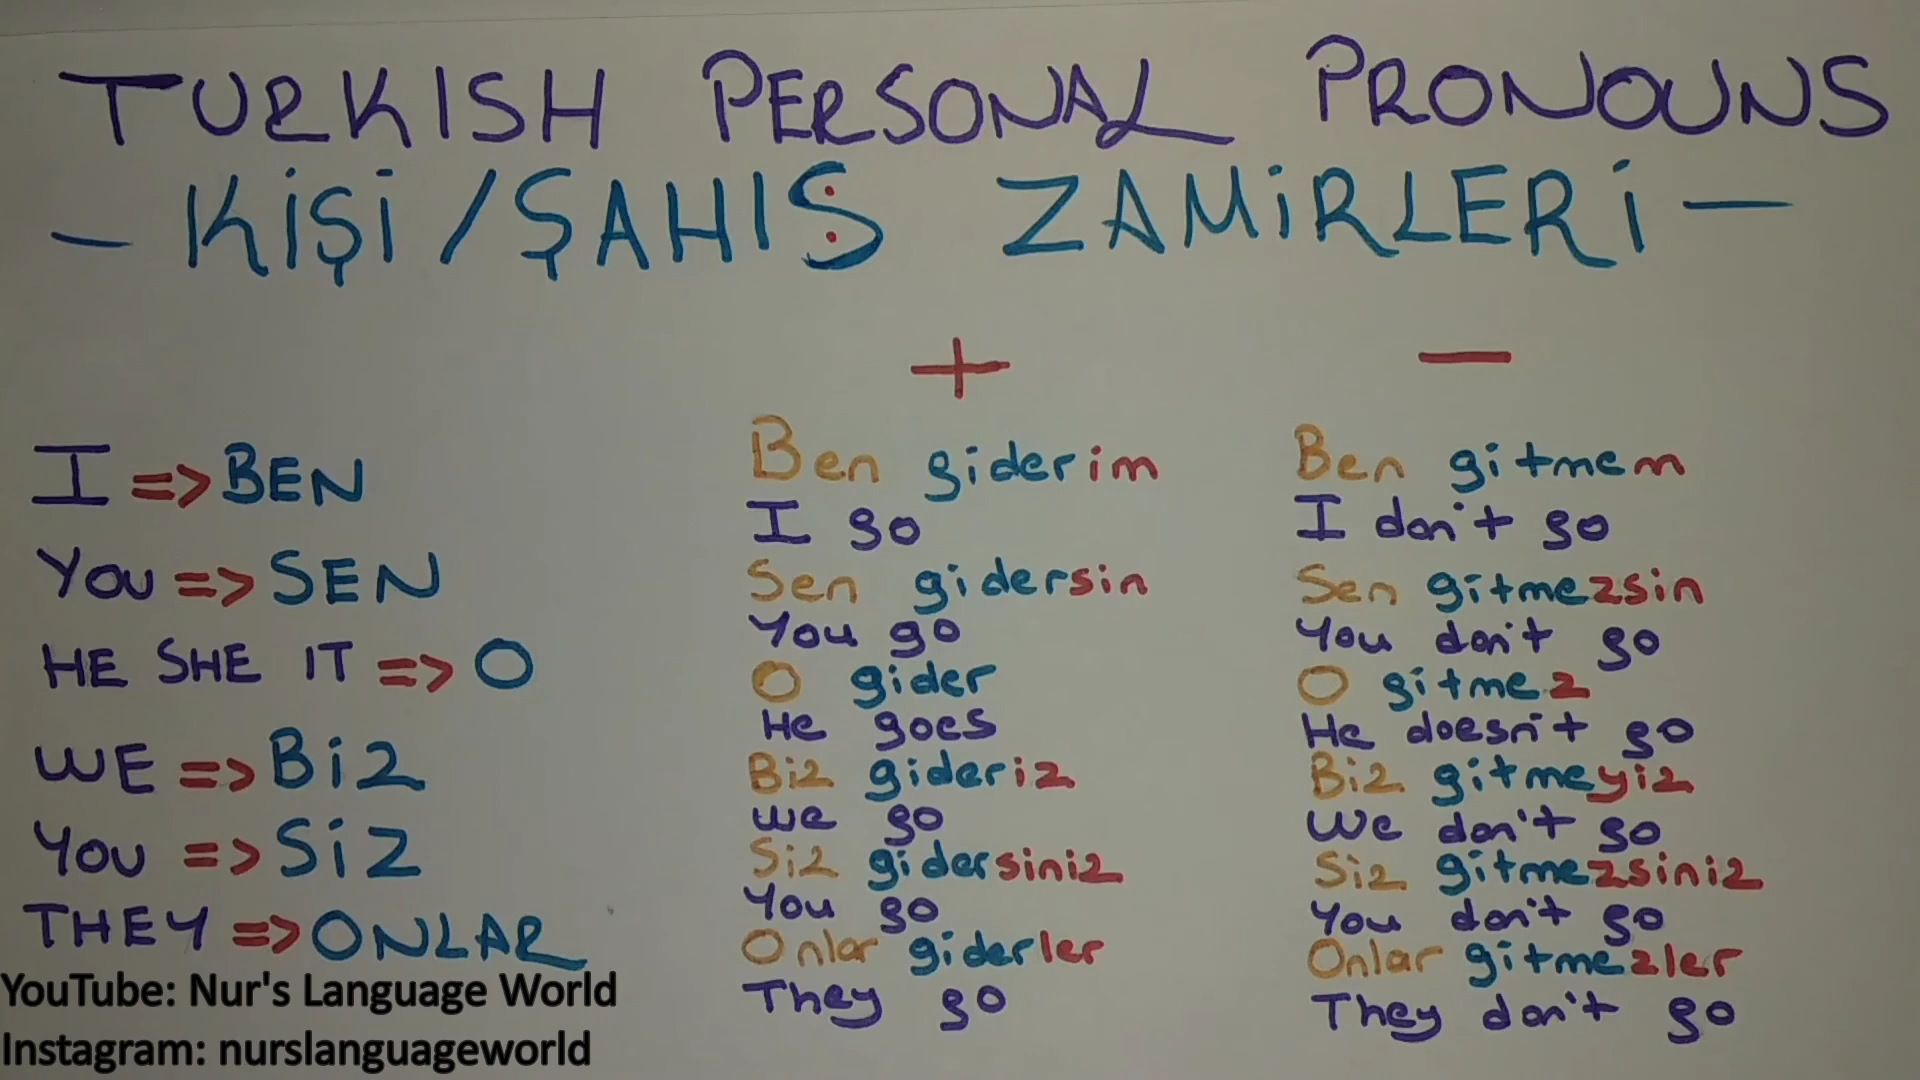 TURKISH PERSONAL PRONOUNS
- KİŞİ / ŞAHIS ZAMİRLERİ -
+ -
I => BEN
YOU => SEN
HE SHE IT => O
WE => BİZ
YOU => SİZ
THEY => ONLAR
Ben giderim
I go
Sen gidersin
You go
O gider
He goes
Biz gideriz
We go
Siz gidersiniz
You go
Onlar giderler
They go
Ben gitmem
I don't go
Sen gitmezsin
You don't go
O gitmez
He doesn't go
Biz gitmeyiz
We don't go
Siz gitmezsiniz
You don't go
Onlar gitmezler
They don't go
YouTube: Nur's Language World
Instagram: nurslanguageworld